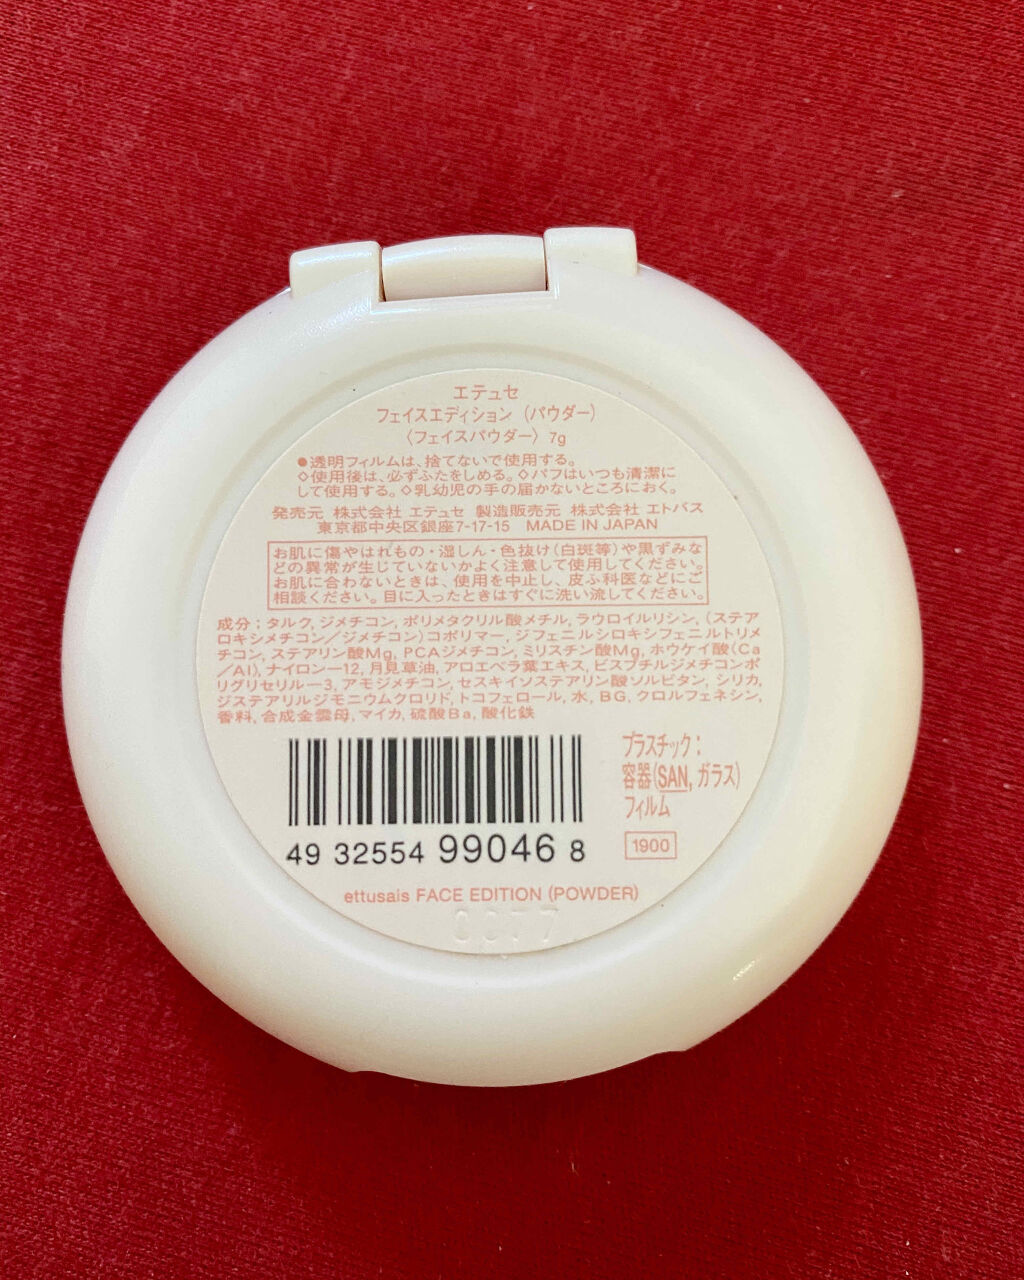 エテュセ
フェイスエディション（パウダー）
〈フェイスパウダー〉7g
●透明フィルムは、捨てないで使用する。
◇使用後は、必ずふたをしめる。◇パフはいつも清潔に
して使用する。◇乳幼児の手の届かないところにおく。
発売元 株式会社 エテュセ 製造販売元 株式会社 エトバス
東京都中央区銀座7-17-15 MADE IN JAPAN
お肌に傷やはれもの・湿しん・色抜け(白斑等)や黒ずみな
どの異常が生じていないかよく注意して使用してください。
お肌に合わないときは、使用を中止し、皮ふ科医などにご
相談ください。目に入ったときはすぐに洗い流してください。
成分：タルク, ジメチコン, ポリメタクリル酸メチル, ラウロイルリシン, (ステア
ロキシメチコン／ジメチコン)コポリマー, ジフェニルシロキシフェニルトリメ
チコン, ステアリン酸Mg, PCAジメチコン, ミリスチン酸Mg, ホウケイ酸(Ca
／Al), ナイロン－12, 月見草油, アロエベラ葉エキス, ビスブチルジメチコンポ
リグリセリル－3, アモジメチコン, セスキイソステアリン酸ソルビタン, シリカ,
ジステアリルジモニウムクロリド, トコフェロール, 水, BG, クロルフェネシン,
香料, 合成金雲母, マイカ, 硫酸Ba, 酸化鉄
プラスチック：
容器(SAN, ガラス)
フィルム
1900
49 32554 99046 8
ettusais FACE EDITION (POWDER)